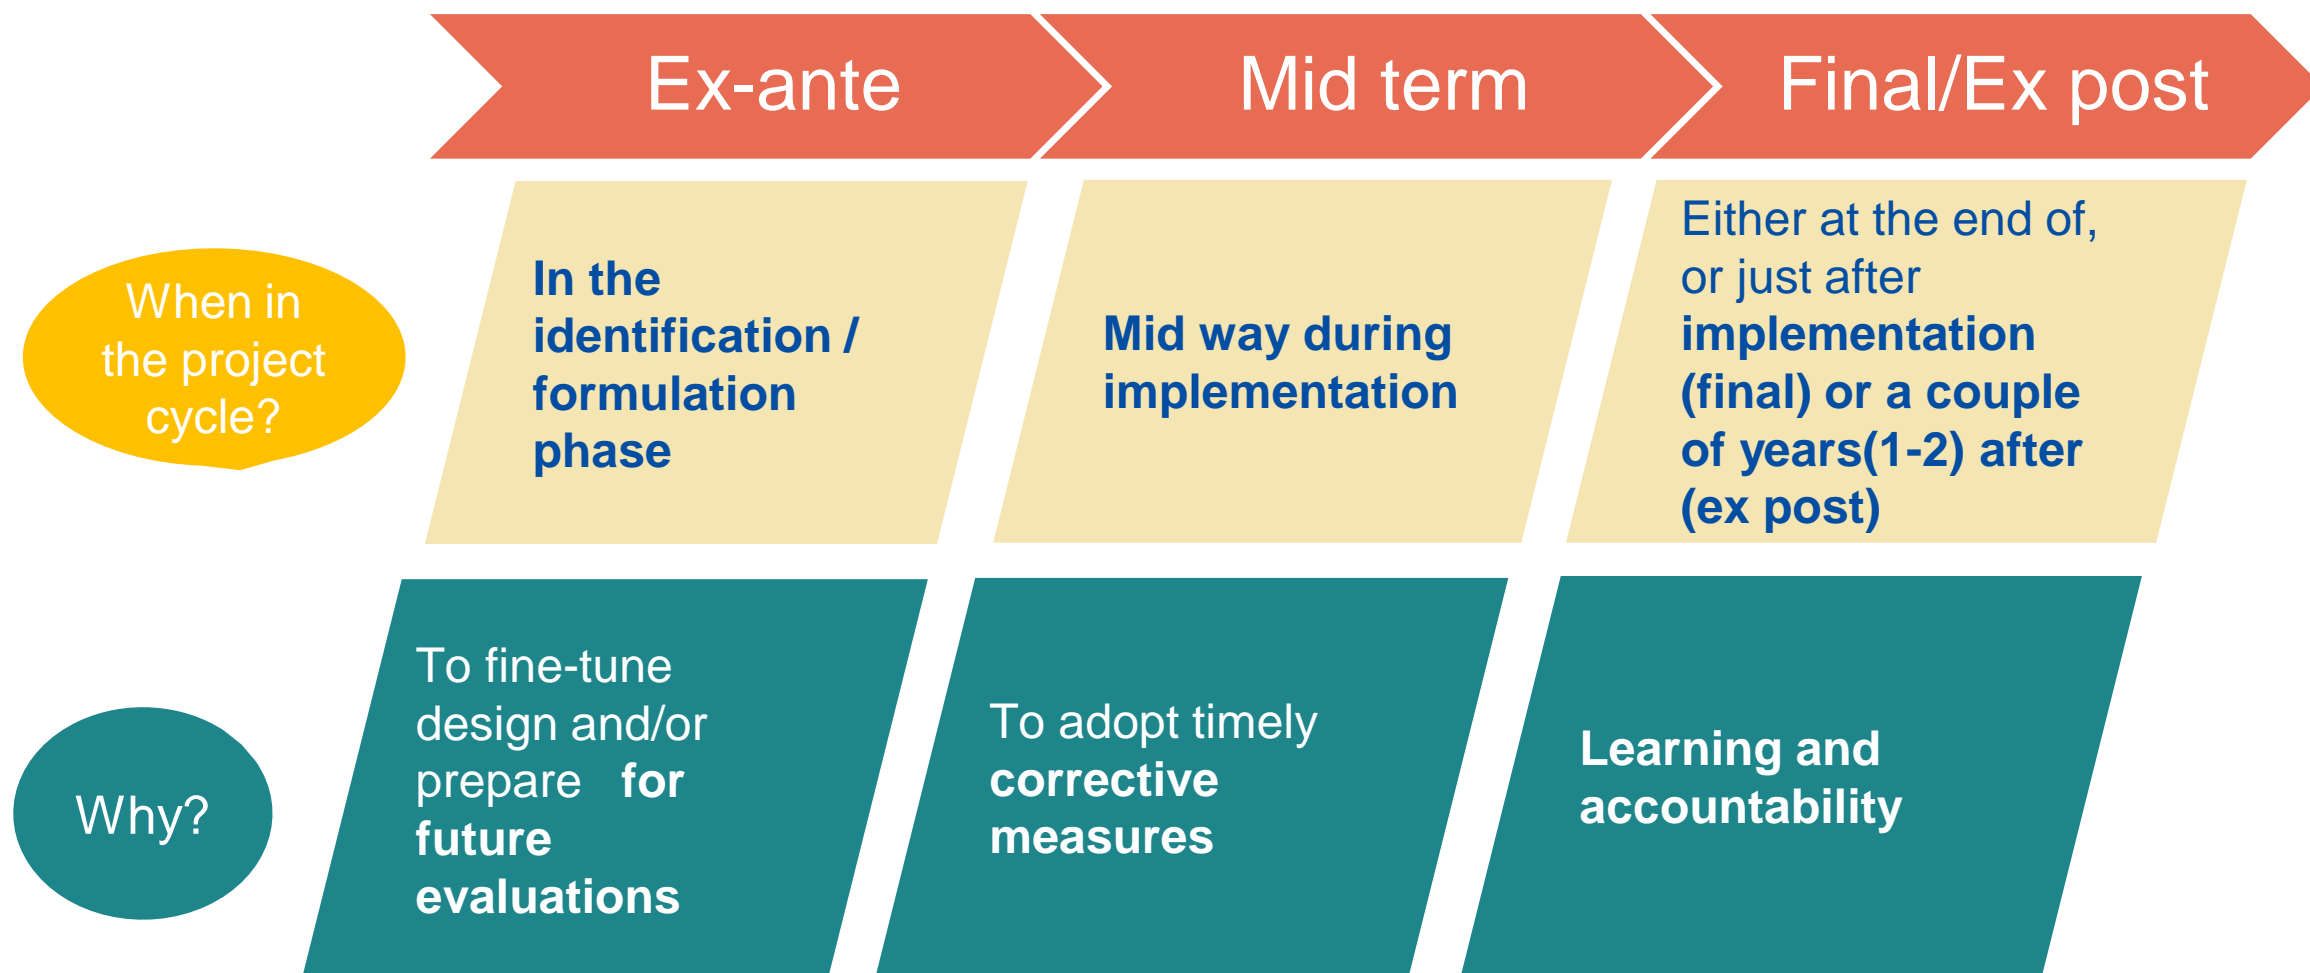 Ex-ante
Mid term
Final/Ex post
When in
the project
cycle?
In the
identification /
formulation
phase
Mid way during
implementation
Either at the end of,
or just after
implementation
(final) or a couple
of years(1-2) after
(ex post)
Why?
To fine-tune
design and/or
prepare for
future
evaluations
To adopt timely
corrective
measures
Learning and
accountability